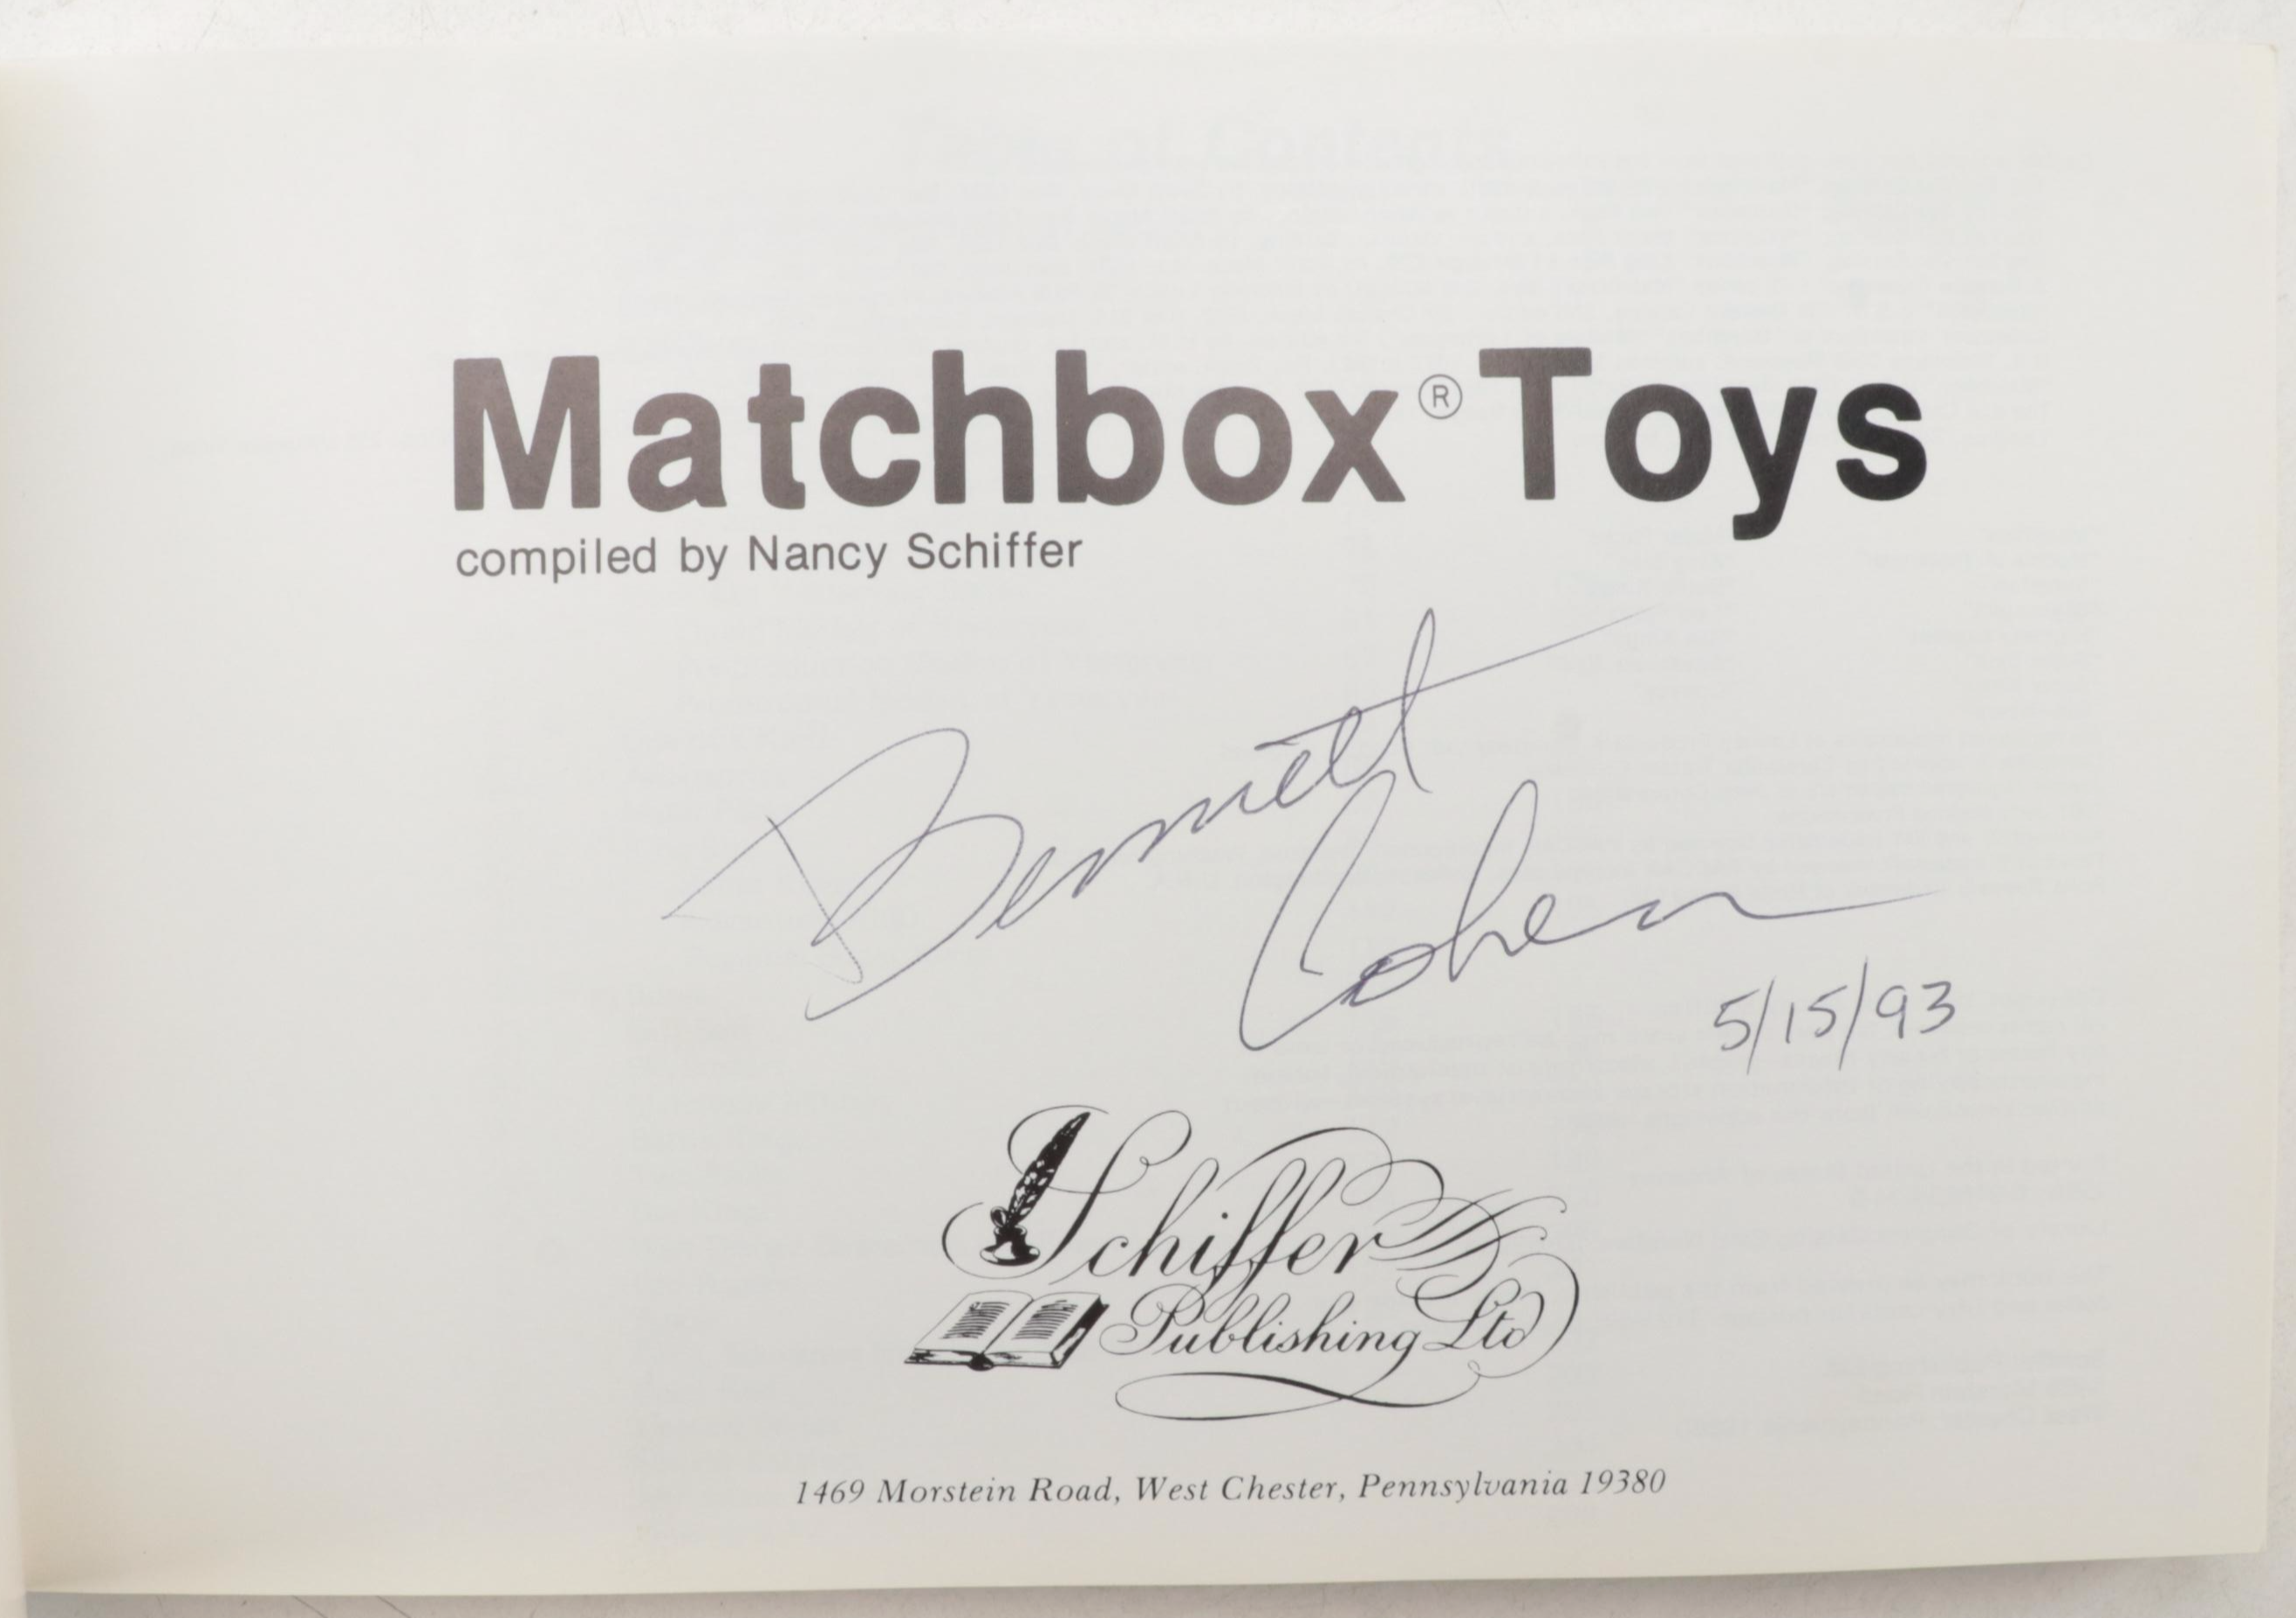 Matchbox® Toys
compiled by Nancy Schiffer
Bennett
Cohen
5/15/93
Schiffer
Publishing Ltd
1469 Morstein Road, West Chester, Pennsylvania 19380